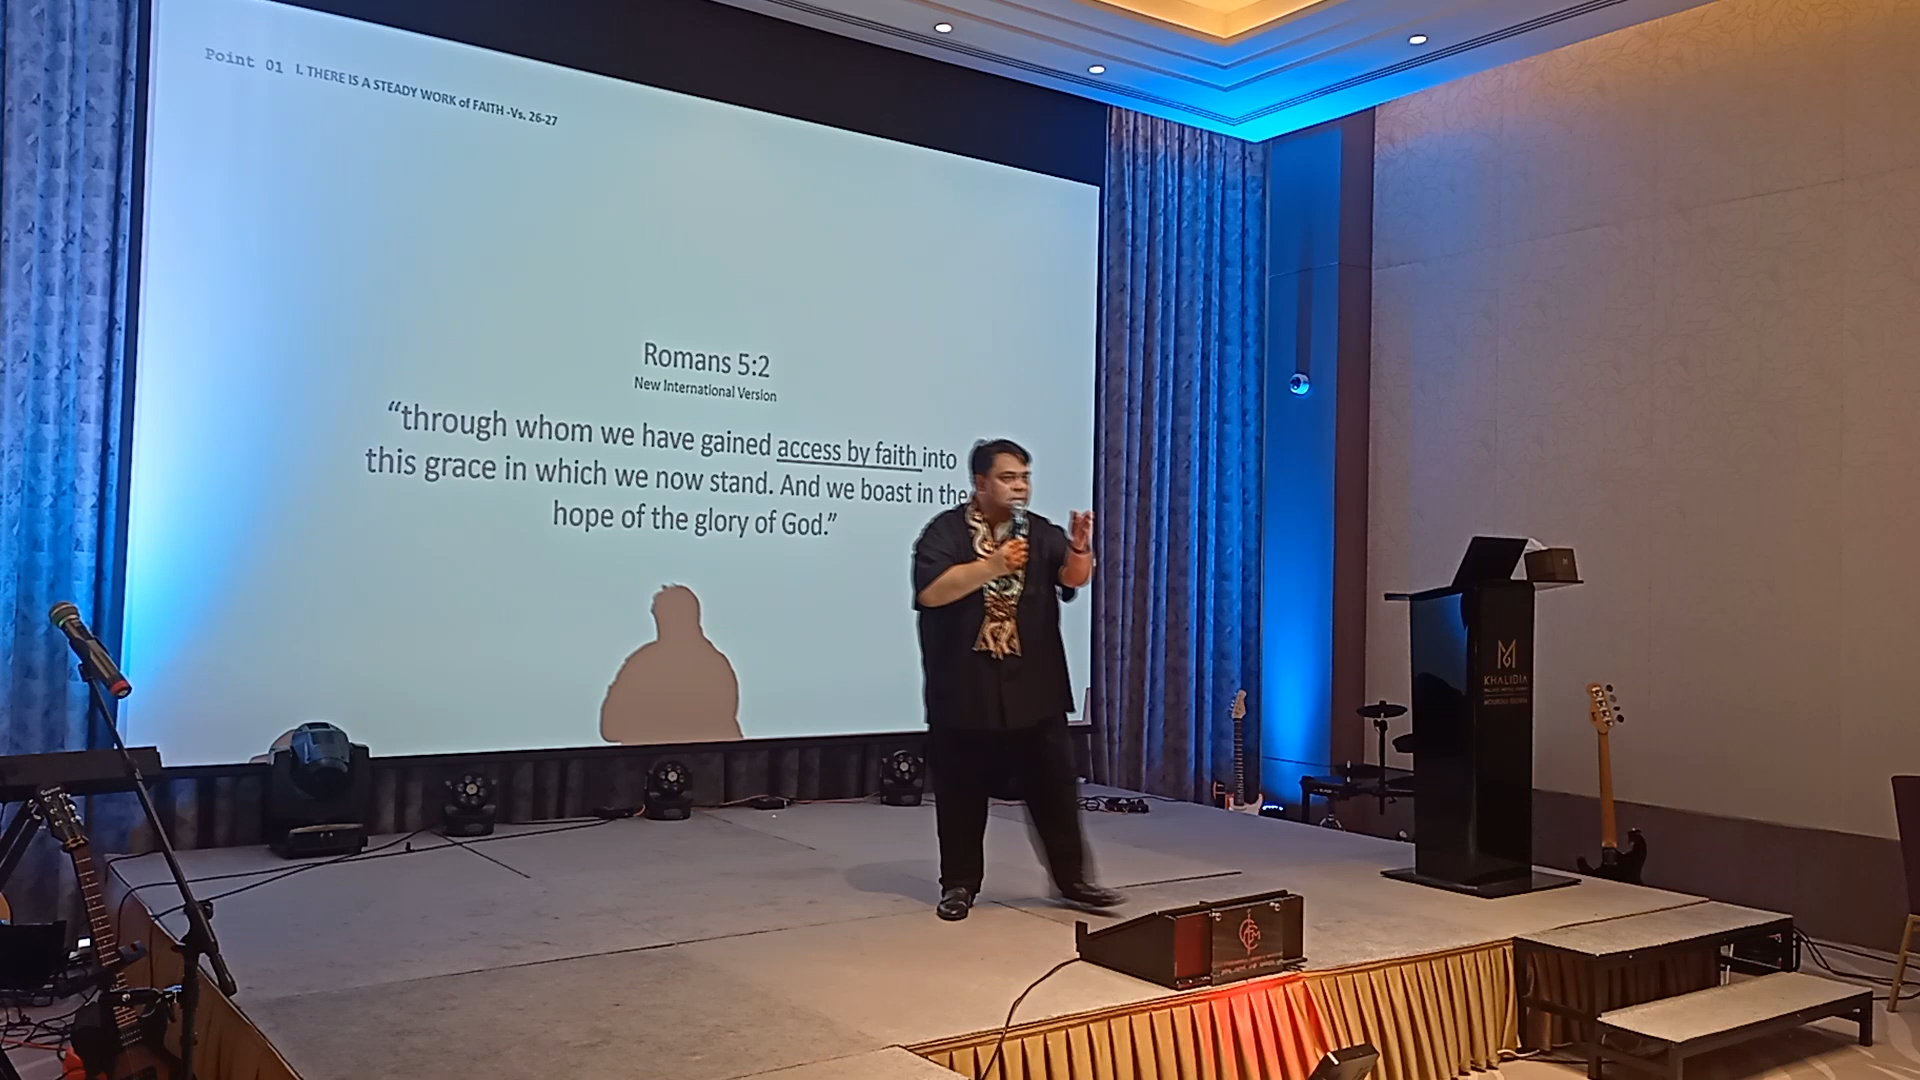 Point 01 I. THERE IS A STEADY WORK of FAITH -Vs. 26-27
Romans 5:2
New International Version
“through whom we have gained access by faith into
this grace in which we now stand. And we boast in the
hope of the glory of God.”
M
KHALIDIA